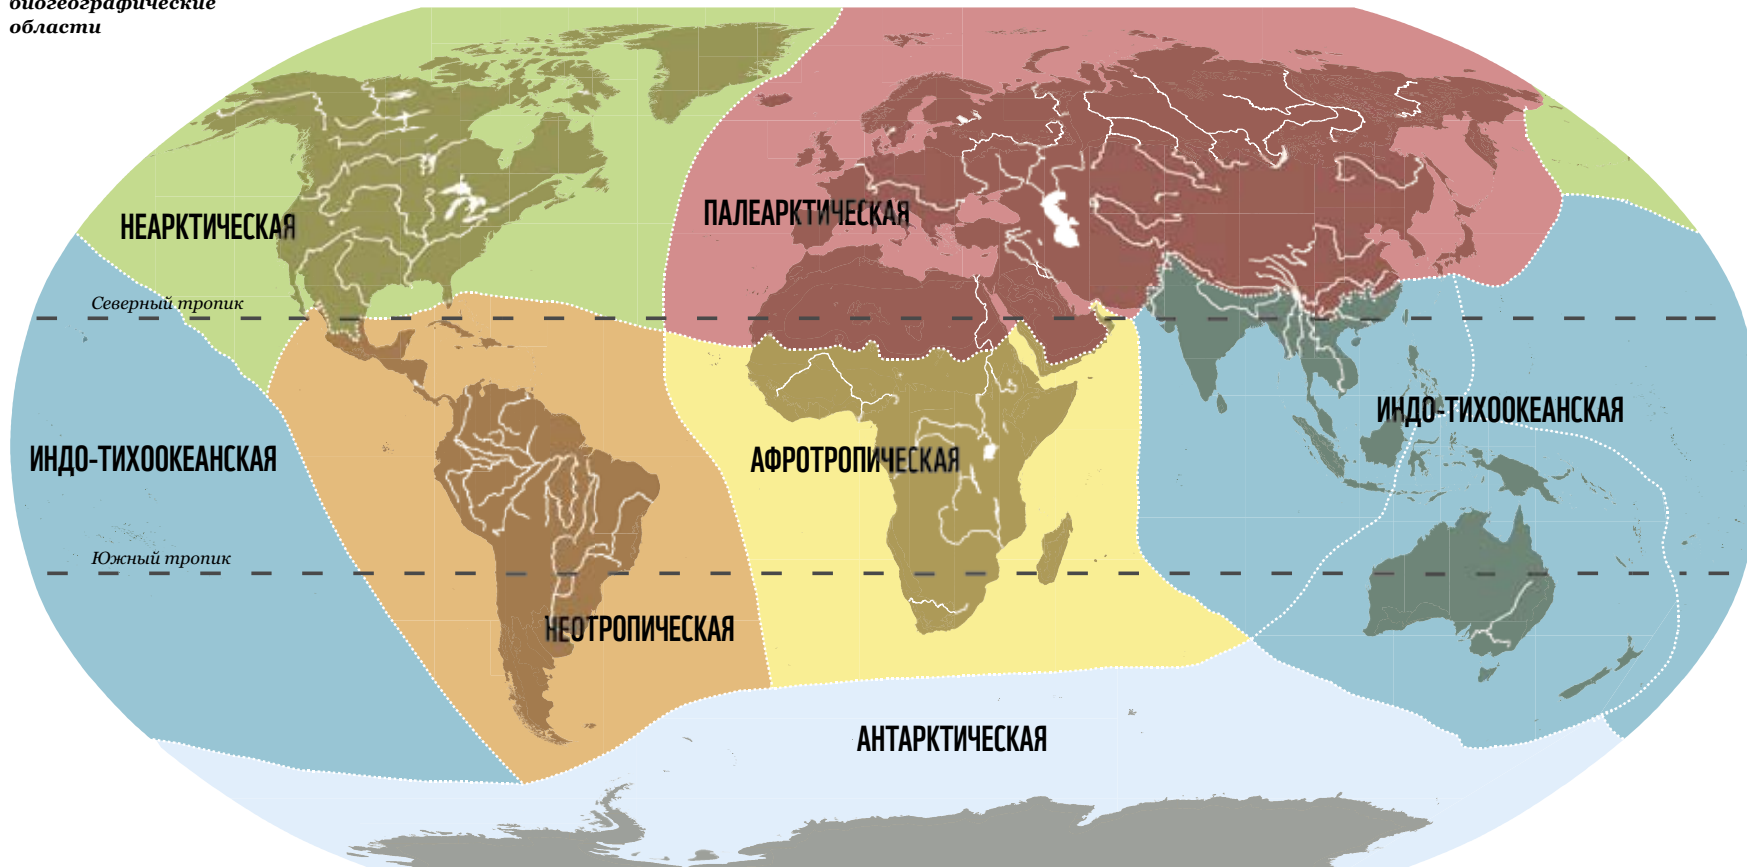 биогеографические
области
НЕАРКТИЧЕСКАЯ
ПАЛЕАРКТИЧЕСКАЯ
Северный тропик
ИНДО-ТИХООКЕАНСКАЯ
ИНДО-ТИХООКЕАНСКАЯ
АФРОТРОПИЧЕСКАЯ
Южный тропик
НЕОТРОПИЧЕСКАЯ
АНТАРКТИЧЕСКАЯ